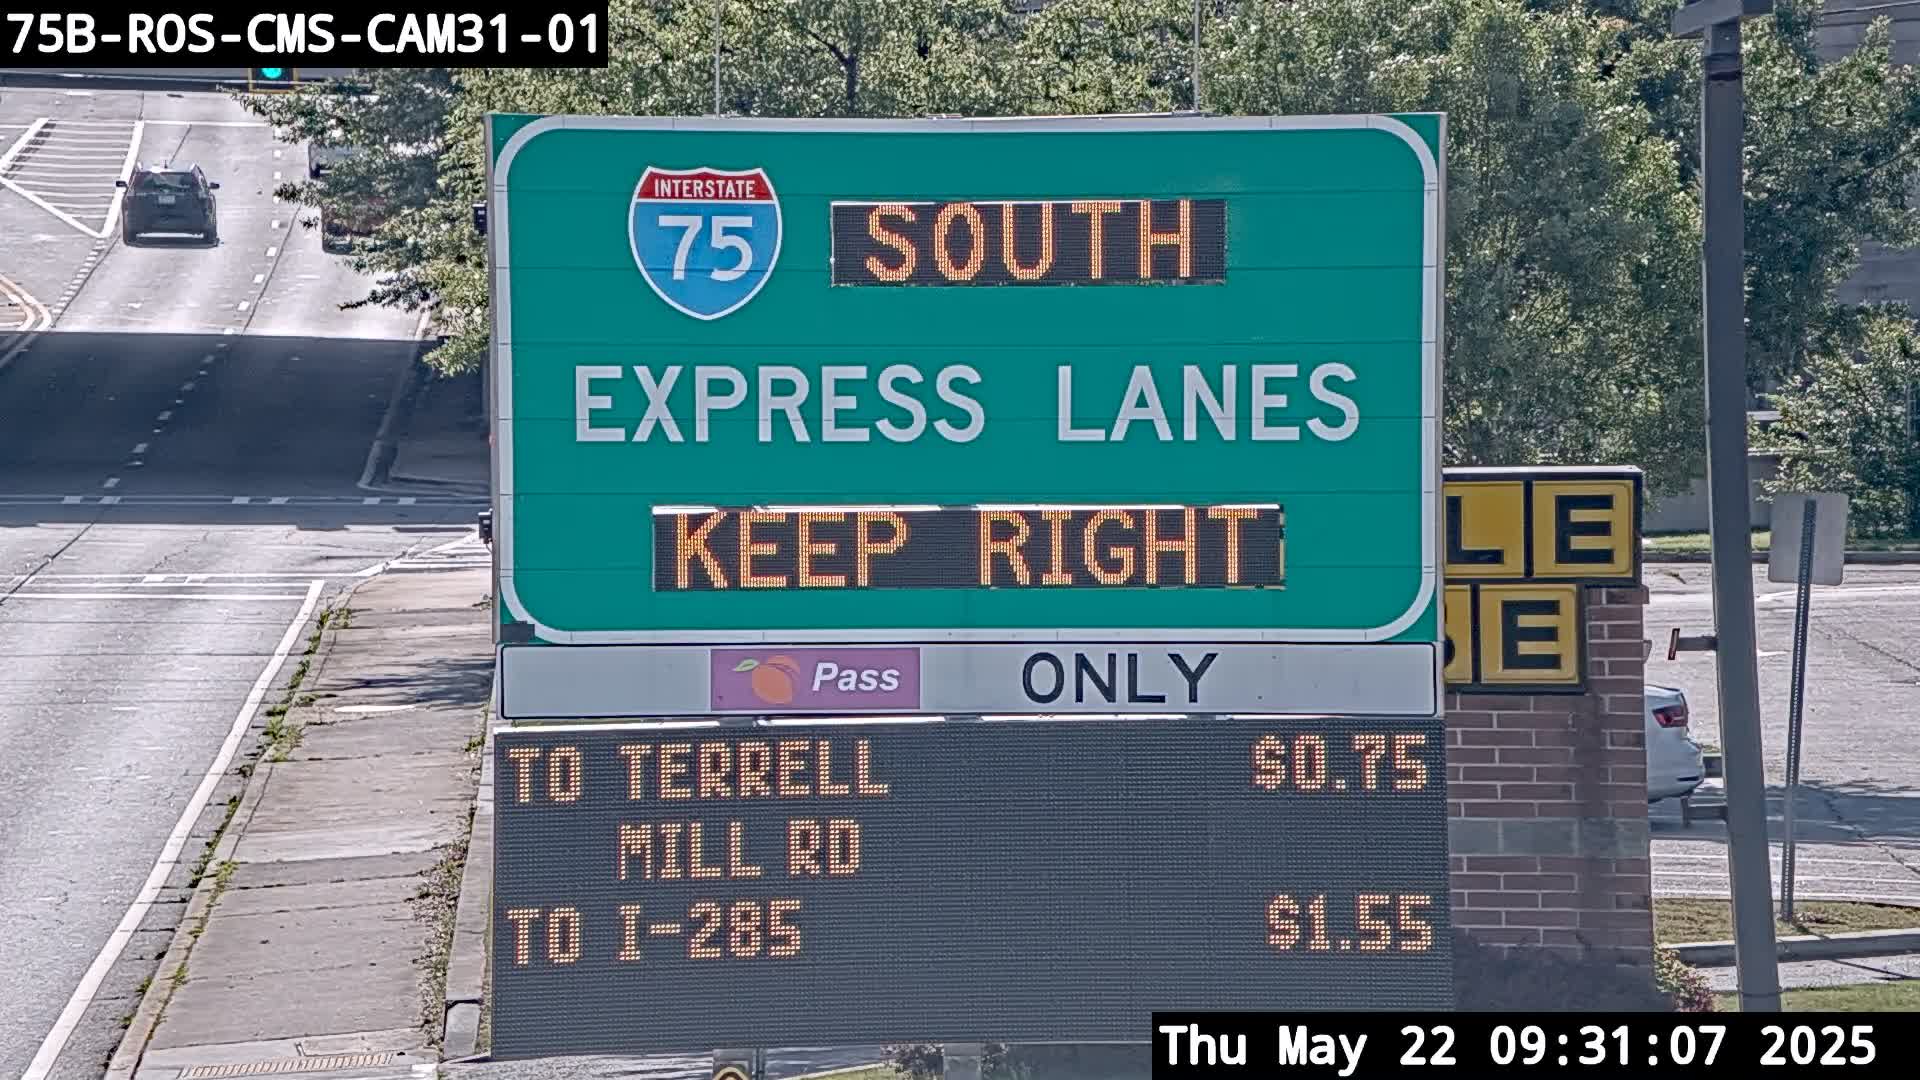 75B-ROS-CMS-CAM31-01
INTERSTATE
75
SOUTH
EXPRESS LANES
KEEP RIGHT
Pass ONLY
TO TERRELL $0.75
MILL RD
TO I-285 $1.55
LE
E
Thu May 22 09:31:07 2025